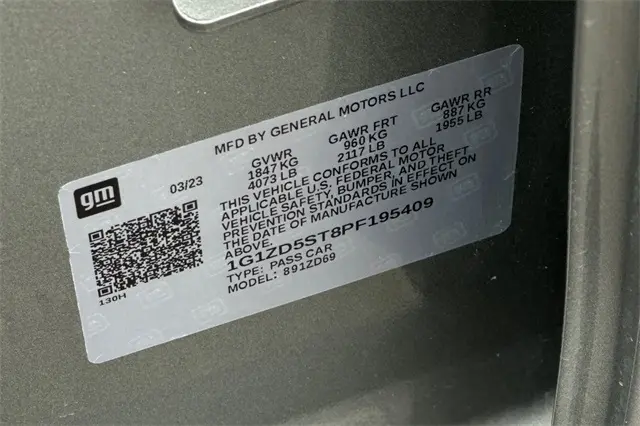 MFD BY GENERAL MOTORS LLC
gm
03/23
GVWR GAWR FRT GAWR RR
1847 KG 960 KG 887 KG
4073 LB 2117 LB 1955 LB
THIS VEHICLE CONFORMS TO ALL
APPLICABLE U.S. FEDERAL MOTOR
VEHICLE SAFETY, BUMPER, AND THEFT
PREVENTION STANDARDS IN EFFECT ON
THE DATE OF MANUFACTURE SHOWN
ABOVE.
1G1ZD5ST8PF195409
TYPE: PASS CAR
MODEL: 891ZD69
130H